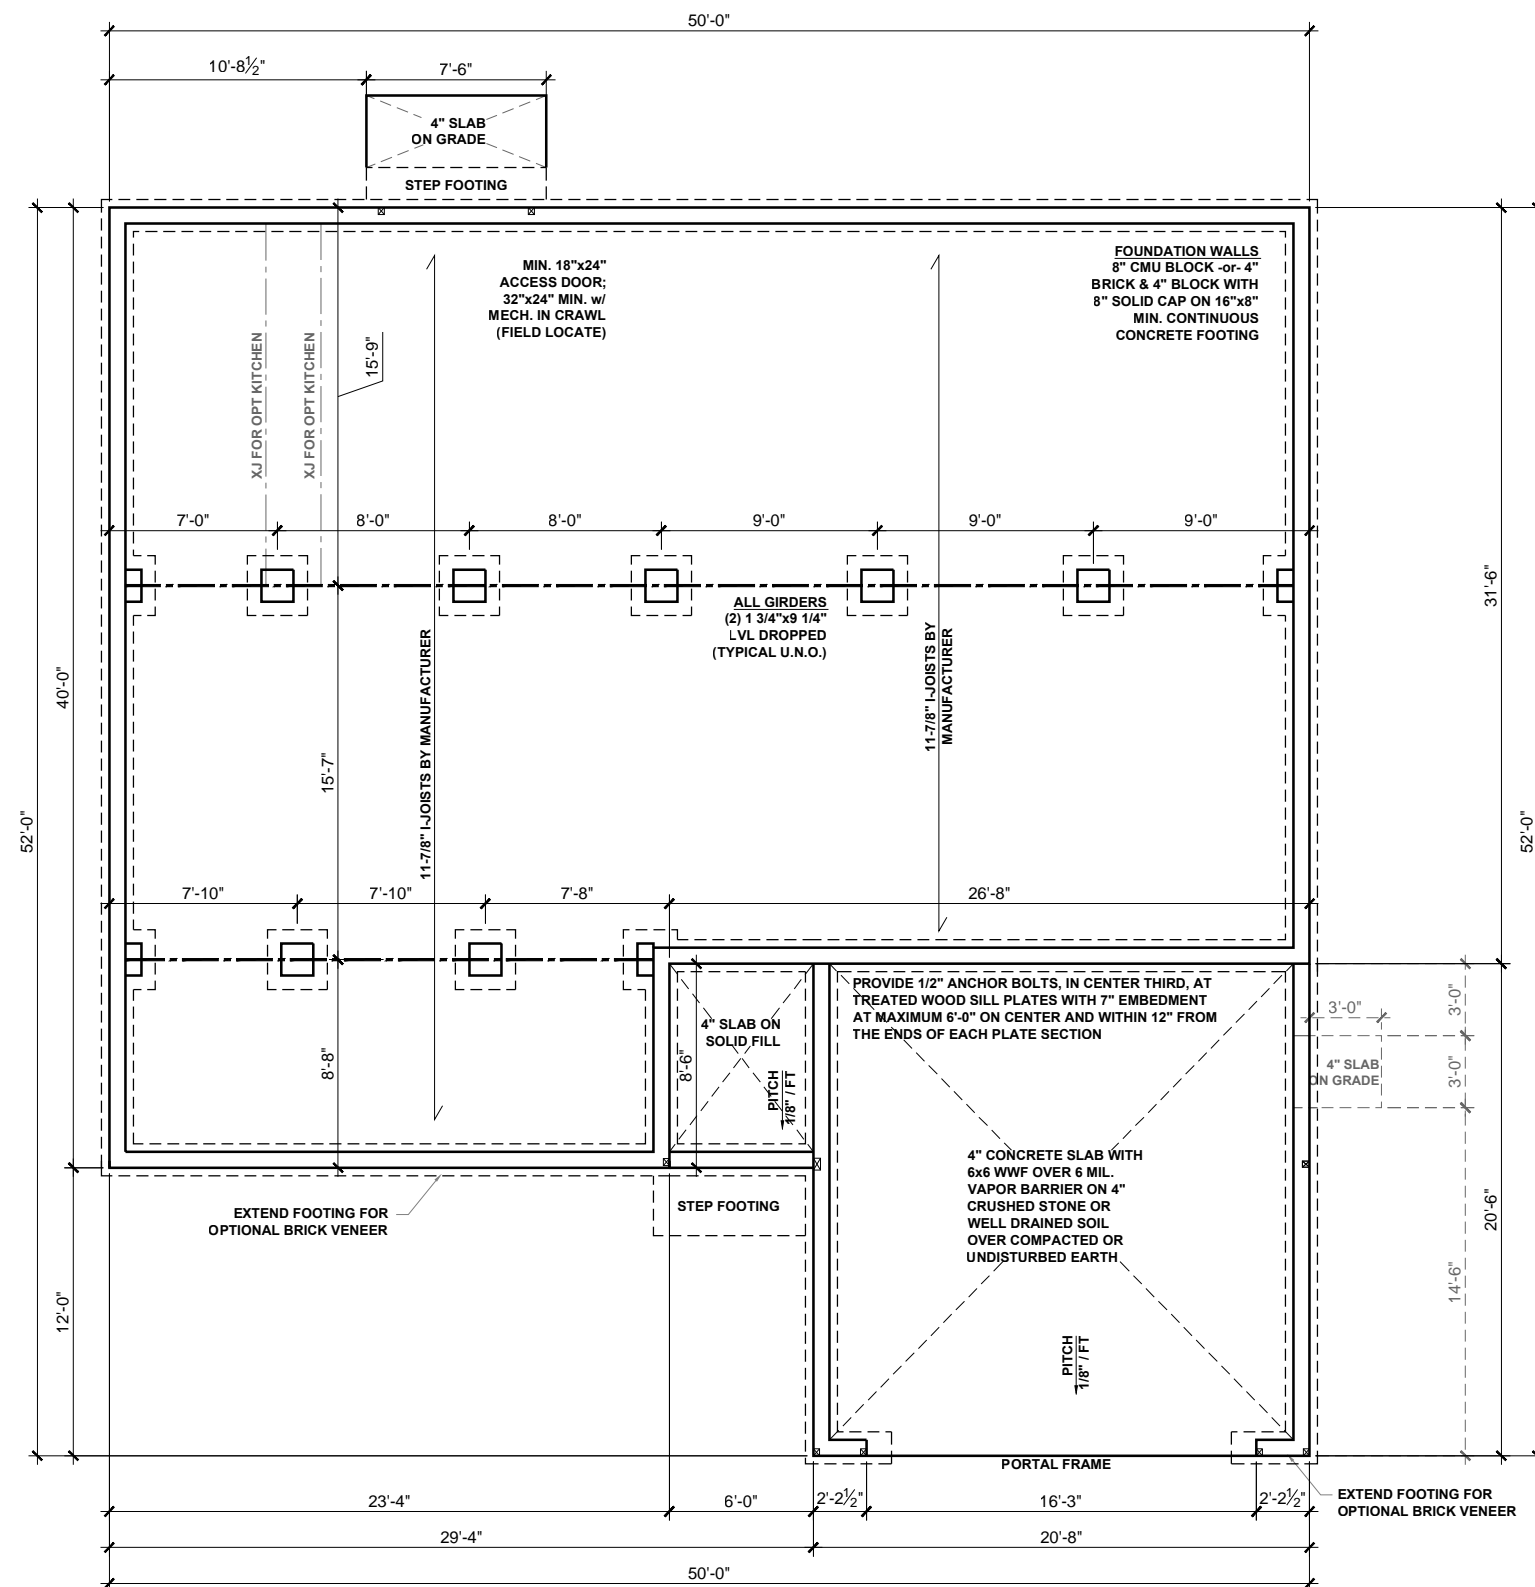 50'-0"
10'-8½"
7'-6"
4" SLAB
ON GRADE
STEP FOOTING
MIN. 18"x24"
ACCESS DOOR;
32"x24" MIN. w/
MECH. IN CRAWL
(FIELD LOCATE)
FOUNDATION WALLS
8" CMU BLOCK -or- 4"
BRICK & 4" BLOCK WITH
8" SOLID CAP ON 16"x8"
MIN. CONTINUOUS
CONCRETE FOOTING
XJ FOR OPT KITCHEN
XJ FOR OPT KITCHEN
15'-9"
7'-0"
8'-0"
8'-0"
9'-0"
9'-0"
9'-0"
31'-6"
ALL GIRDERS
(2) 1 3/4"x9 1/4"
LVL DROPPED
(TYPICAL U.N.O.)
11-7/8" I-JOISTS BY MANUFACTURER
11-7/8" I-JOISTS BY
MANUFACTURER
40'-0"
15'-7"
52'-0"
52'-0"
7'-10"
7'-10"
7'-8"
26'-8"
PROVIDE 1/2" ANCHOR BOLTS, IN CENTER THIRD, AT
TREATED WOOD SILL PLATES WITH 7" EMBEDMENT
AT MAXIMUM 6'-0" ON CENTER AND WITHIN 12" FROM
THE ENDS OF EACH PLATE SECTION
4" SLAB ON
SOLID FILL
8'-8"
8'-6"
PITCH
1/8" / FT
3'-0"
3'-0"
4" SLAB
ON GRADE
3'-0"
4" CONCRETE SLAB WITH
6x6 WWF OVER 6 MIL.
VAPOR BARRIER ON 4"
CRUSHED STONE OR
WELL DRAINED SOIL
OVER COMPACTED OR
UNDISTURBED EARTH
EXTEND FOOTING FOR
OPTIONAL BRICK VENEER
STEP FOOTING
20'-6"
14'-6"
12'-0"
PITCH
1/8" / FT
PORTAL FRAME
23'-4"
6'-0"
2'-2½"
16'-3"
2'-2½"
EXTEND FOOTING FOR
OPTIONAL BRICK VENEER
29'-4"
20'-8"
50'-0"